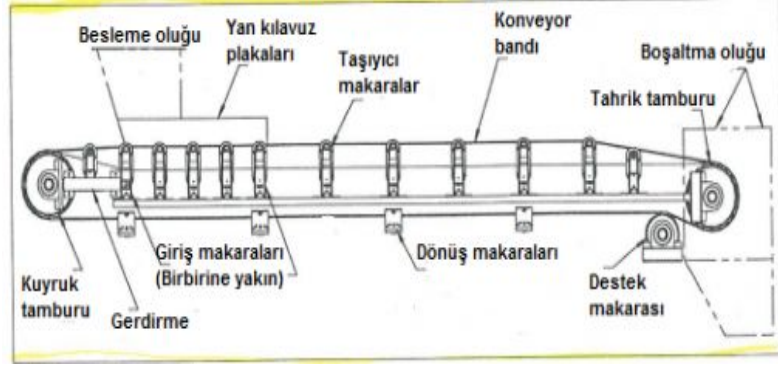 Besleme oluğu
Yan kılavuz
plakaları
Taşıyıcı
makaralar
Konveyor
bandı
Boşaltma oluğu
Tahrik tamburu
Kuyruk
tamburu
Gerdirme
Giriş makaraları
(Birbirine yakın)
Dönüş makaraları
Destek
makarası